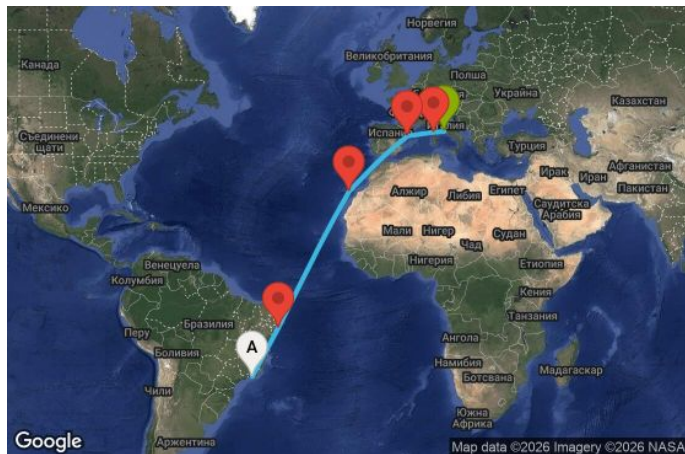 Норвегия
Канада
Великобритания
Полша
Украйна
Казахстан
Испани
Съединени
щати
Турция
Мексико
Алжир
Либия
Египет
Ирак
Иран
Афганистан
Пакистан
Саудитска
Арабия
Мали
Нигер
Чад
Судан
Нигерия
Етиопия
Венецуела
Колумбия
Кения
Перу
Бразилия
Танзания
A
Боливия
Ангола
Намибия
Ботсвана
Мадагаскар
Чили
Южна
Африка
Аржентина
Google
Map data ©2026 Imagery ©2026 NASA